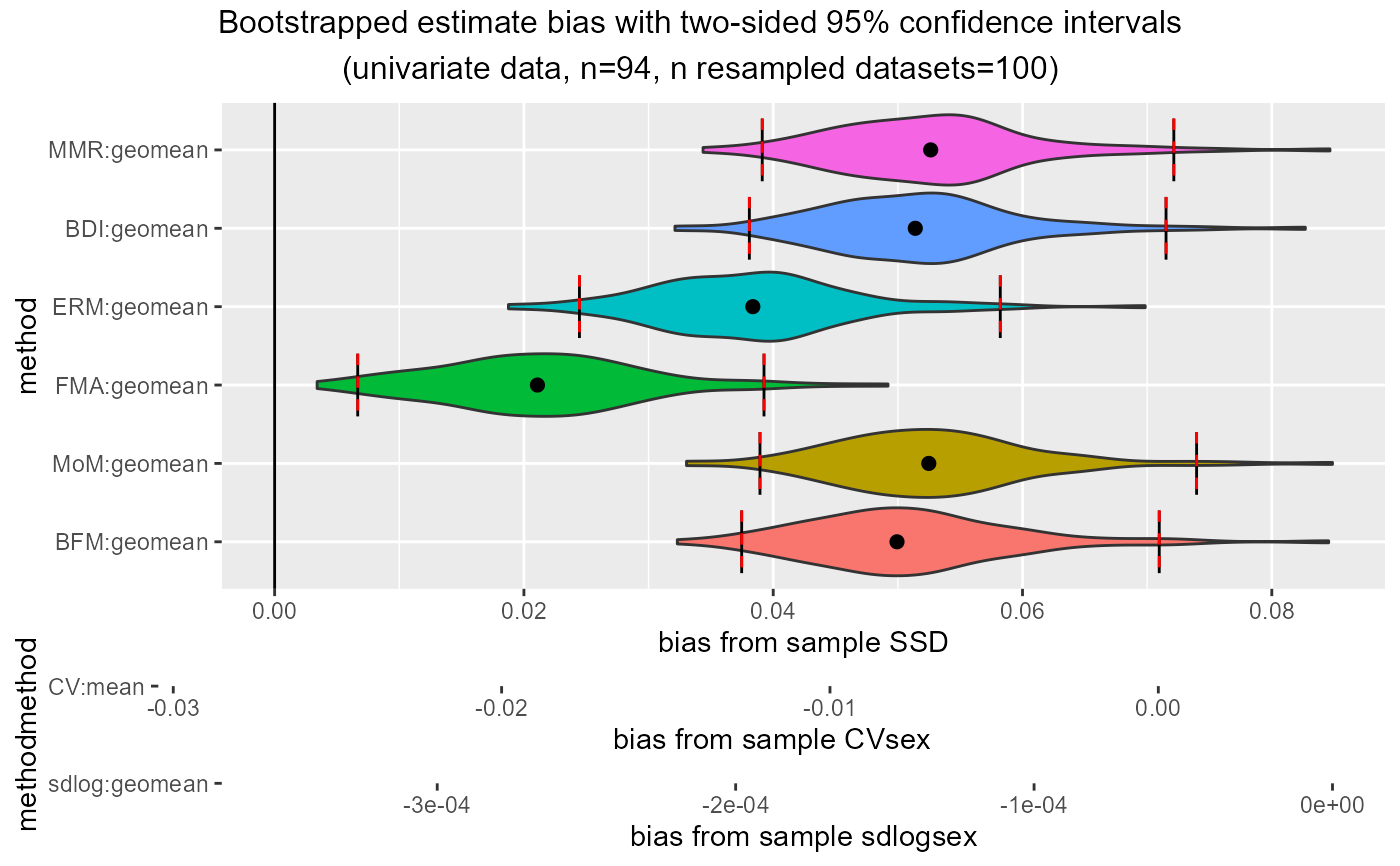 Bootstrapped estimate bias with two-sided 95% confidence intervals
(univariate data, n=94, n resampled datasets=100)
method
MMR:geomean
BDI:geomean
ERM:geomean
FMA:geomean
MoM:geomean
BFM:geomean
0.00 0.02 0.04 0.06 0.08
bias from sample SSD
method
CV:mean
-0.03 -0.02 -0.01 0.00
bias from sample CVsex
method
sdlog:geomean
-3e-04 -2e-04 -1e-04 0e+00
bias from sample sdlogsex